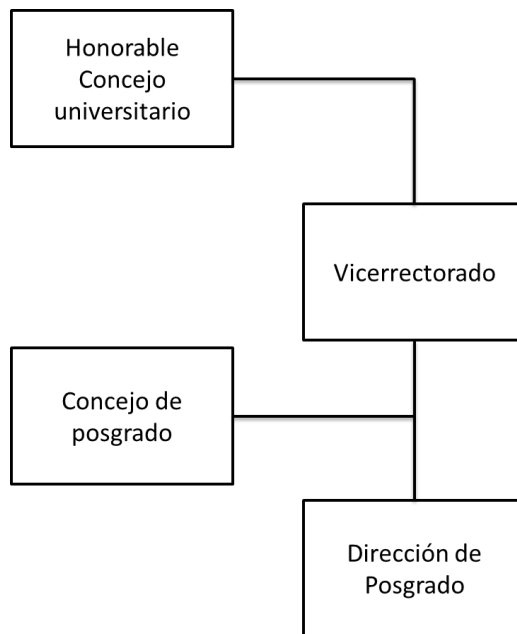 Honorable
Concejo
universitario
Vicerrectorado
Concejo de
posgrado
Dirección de
Posgrado